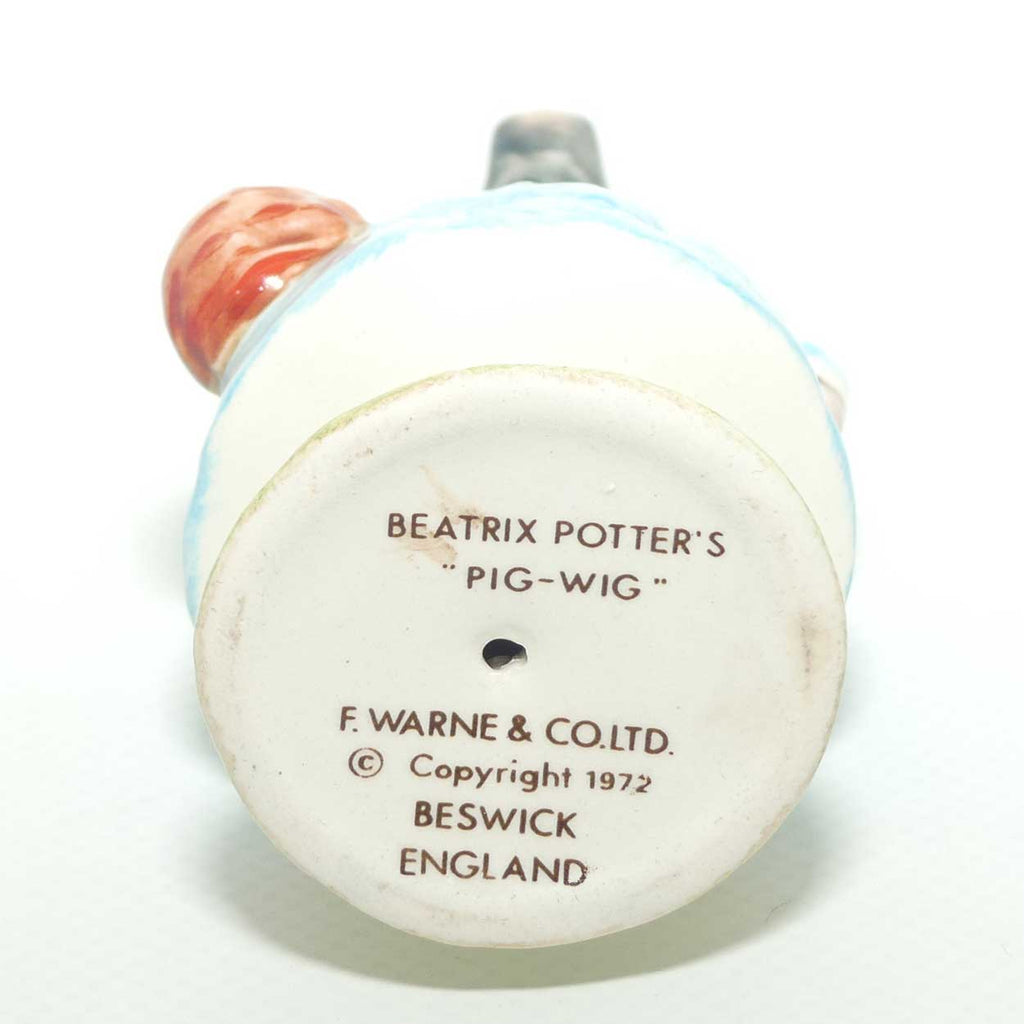 BEATRIX POTTER'S
"PIG-WIG"
F. WARNE & CO.LTD.
© Copyright 1972
BESWICK
ENGLAND